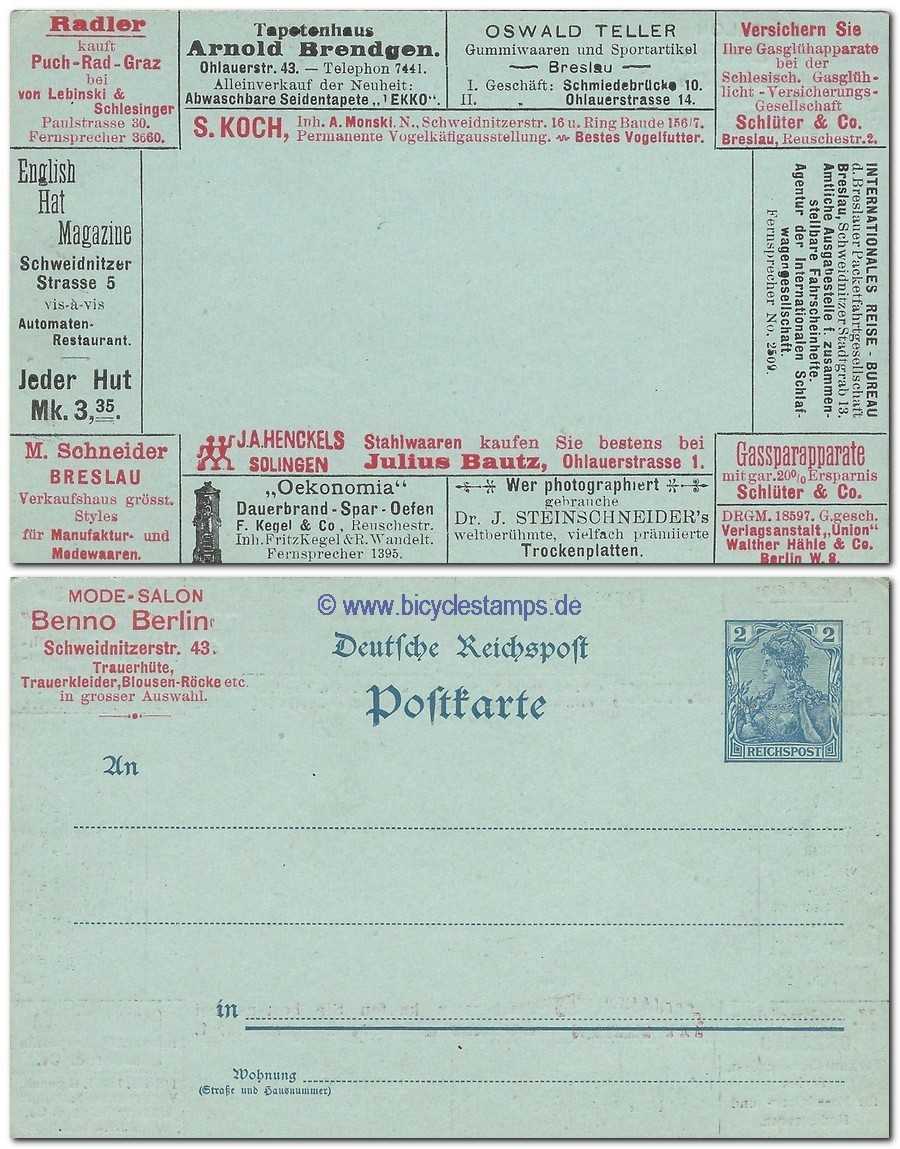 Radler
kauft
Puch-Rad-Graz
bei
von Lebinski &
Schlesinger
Paulstrasse 30.
Fernsprecher 3660.
Tapetenhaus
Arnold Brendgen.
Ohlauerstr. 43. — Telephon 7441.
Alleinverkauf der Neuheit:
Abwaschbare Seidentapete „TEKKO“.
OSWALD TELLER
Gummiwaaren und Sportartikel
— Breslau —
I. Geschäft: Schmiedebrücke 10.
II. „ Ohlauerstrasse 14.
Versichern Sie
Ihre Gasglühapparate
bei der
Schlesisch. Gasglüh-
licht-Versicherungs-
Gesellschaft
Schlüter & Co.
Breslau, Reuschestr.2.
S. KOCH, Inh. A. Monski. N., Schweidnitzerstr. 16 u. Ring Baude 156/7.
Permanente Vogelkäfigausstellung. Bestes Vogelfutter.
English
Hat
Magazine
Schweidnitzer
Strasse 5
vis-à-vis
Automaten-
Restaurant.
Jeder Hut
Mk. 3,35.
INTERNATIONALES REISE-BUREAU
d. Breslauer Packetfahrtgesellschaft
Breslau, Schweidnitzer Stadtgrab 13.
Amtliche Ausgabestelle f. zusammen-
stellbare Fahrscheinhefte.
Agentur der Internationalen Schlaf-
wagengesellschaft.
Fernsprecher No. 2509.
M. Schneider
BRESLAU
Verkaufshaus grösst.
Styles
für Manufaktur- und
Modewaaren.
J.A.HENCKELS
SOLINGEN
Stahlwaaren kaufen Sie bestens bei
Julius Bautz, Ohlauerstrasse 1.
„Oekonomia“
Dauerbrand-Spar-Oefen
F. Kegel & Co., Reuschestr.
Inh. Fritz Kegel & R. Wandelt.
Fernsprecher 1395.
Wer photographiert
gebrauche
Dr. J. STEINSCHNEIDER's
weltberühmte, vielfach prämiierte
Trockenplatten.
Gassparapparate
mit gar. 20% Ersparnis
Schlüter & Co.
DRGM. 18597. G.gesch.
Verlagsanstalt „Union“
Walther Hähle & Co.
Berlin W. 8.
© www.bicyclestamps.de
MODE-SALON
Benno Berlin
Schweidnitzerstr. 43.
Trauerhüte,
Trauerkleider, Blousen-Röcke etc.
in grosser Auswahl.
Deutsche Reichspost
Postkarte
2 2
REICHSPOST
An
in
Wohnung
(Straße und Hausnummer)